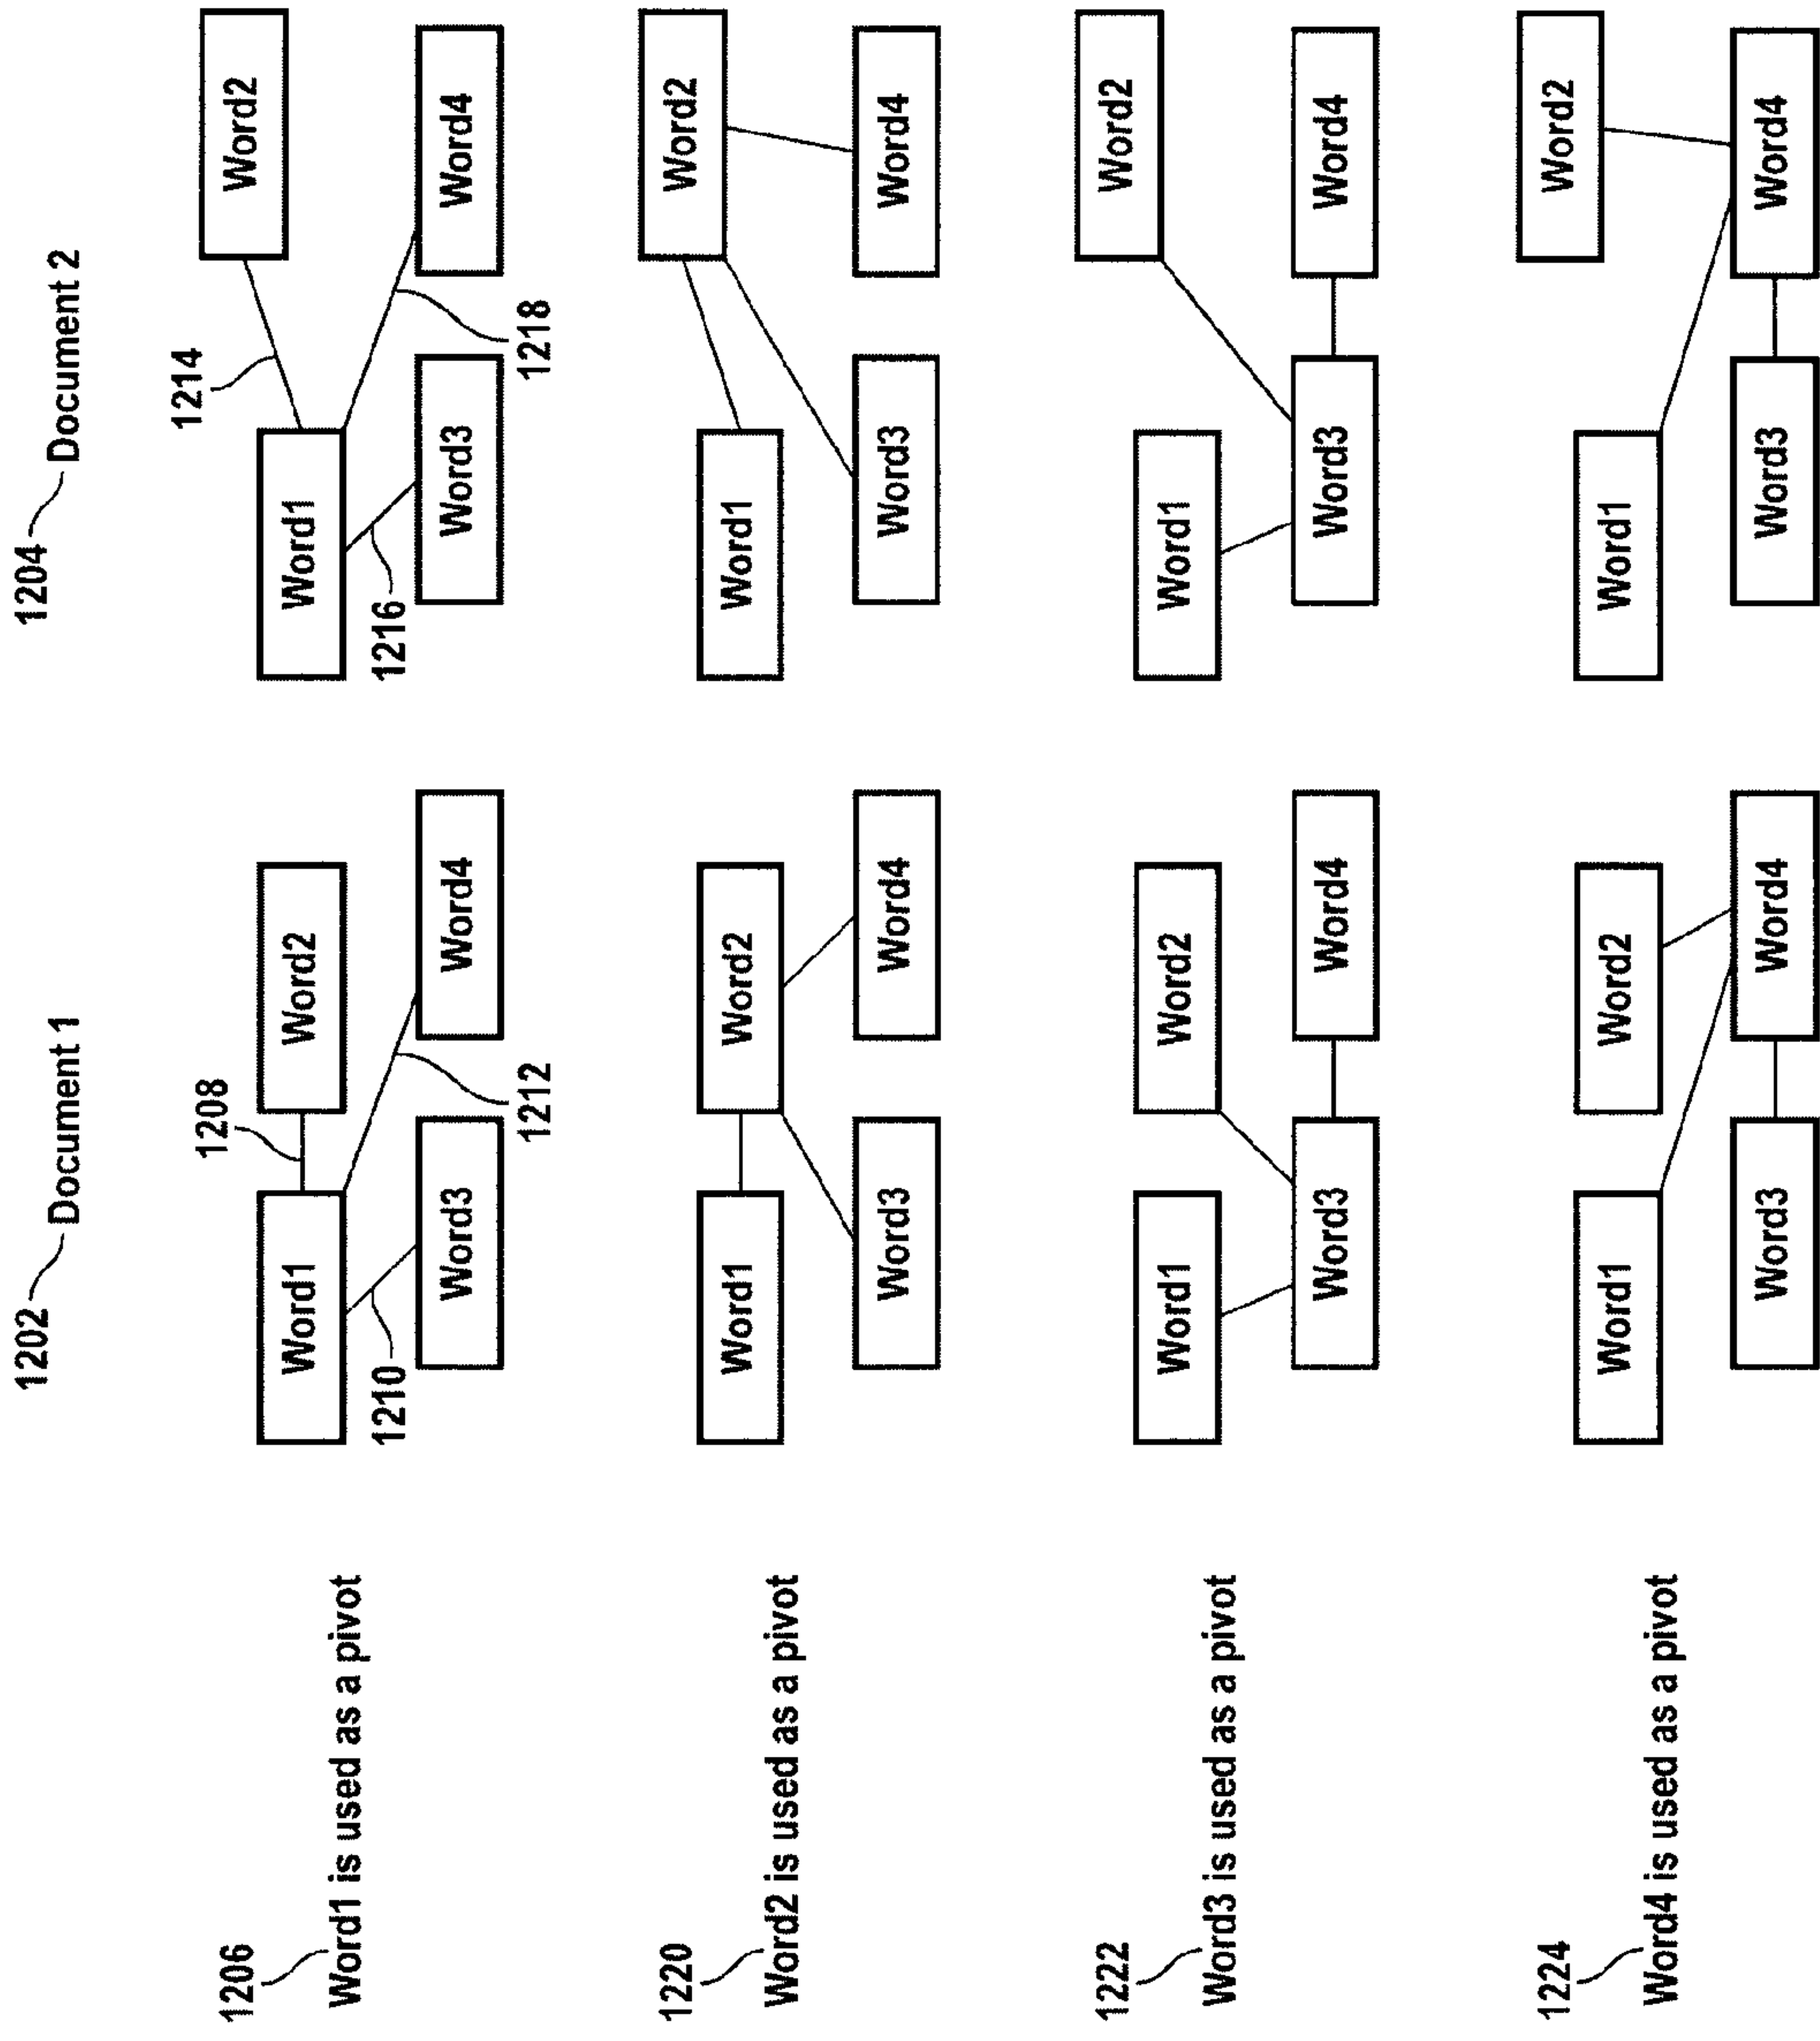 1202 Document 1
1204 Document 2
1206
Word1 is used as a pivot
1208
Word1 Word2
1210
Word3 Word4
1212
1214
Word2
Word1
1216
Word3 Word4
1218
1220
Word2 is used as a pivot
Word1 Word2
Word3 Word4
Word2
Word1
Word3 Word4
1222
Word3 is used as a pivot
Word1 Word2
Word3 Word4
Word2
Word1
Word3 Word4
1224
Word4 is used as a pivot
Word1 Word2
Word3 Word4
Word2
Word1
Word3 Word4